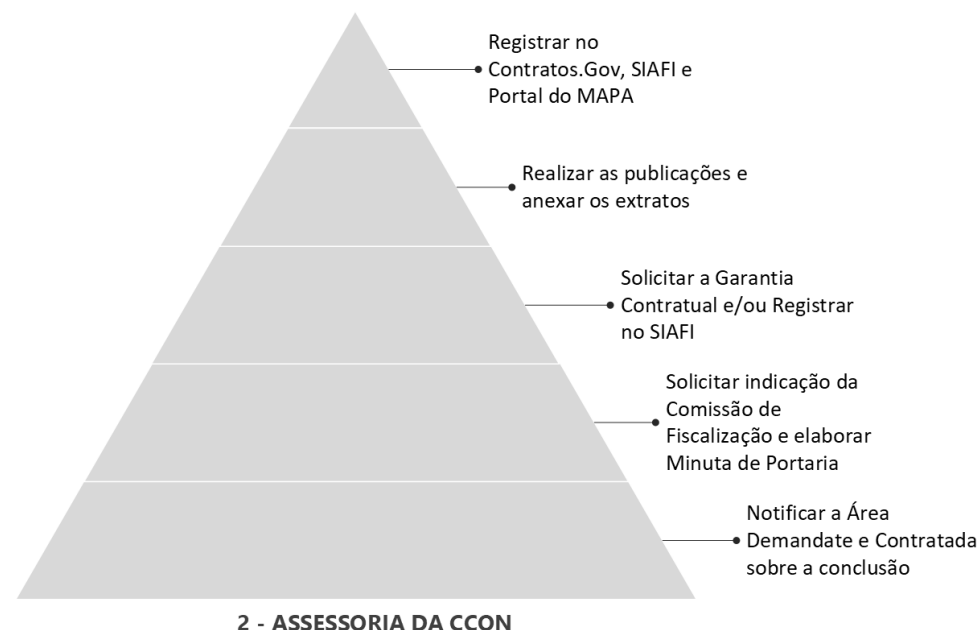 Registrar no
Contratos.Gov, SIAFI e
Portal do MAPA
Realizar as publicações e
anexar os extratos
Solicitar a Garantia
Contratual e/ou Registrar
no SIAFI
Solicitar indicação da
Comissão de
Fiscalização e elaborar
Minuta de Portaria
Notificar a Área
Demandate e Contratada
sobre a conclusão
2 - ASSESSORIA DA CCON